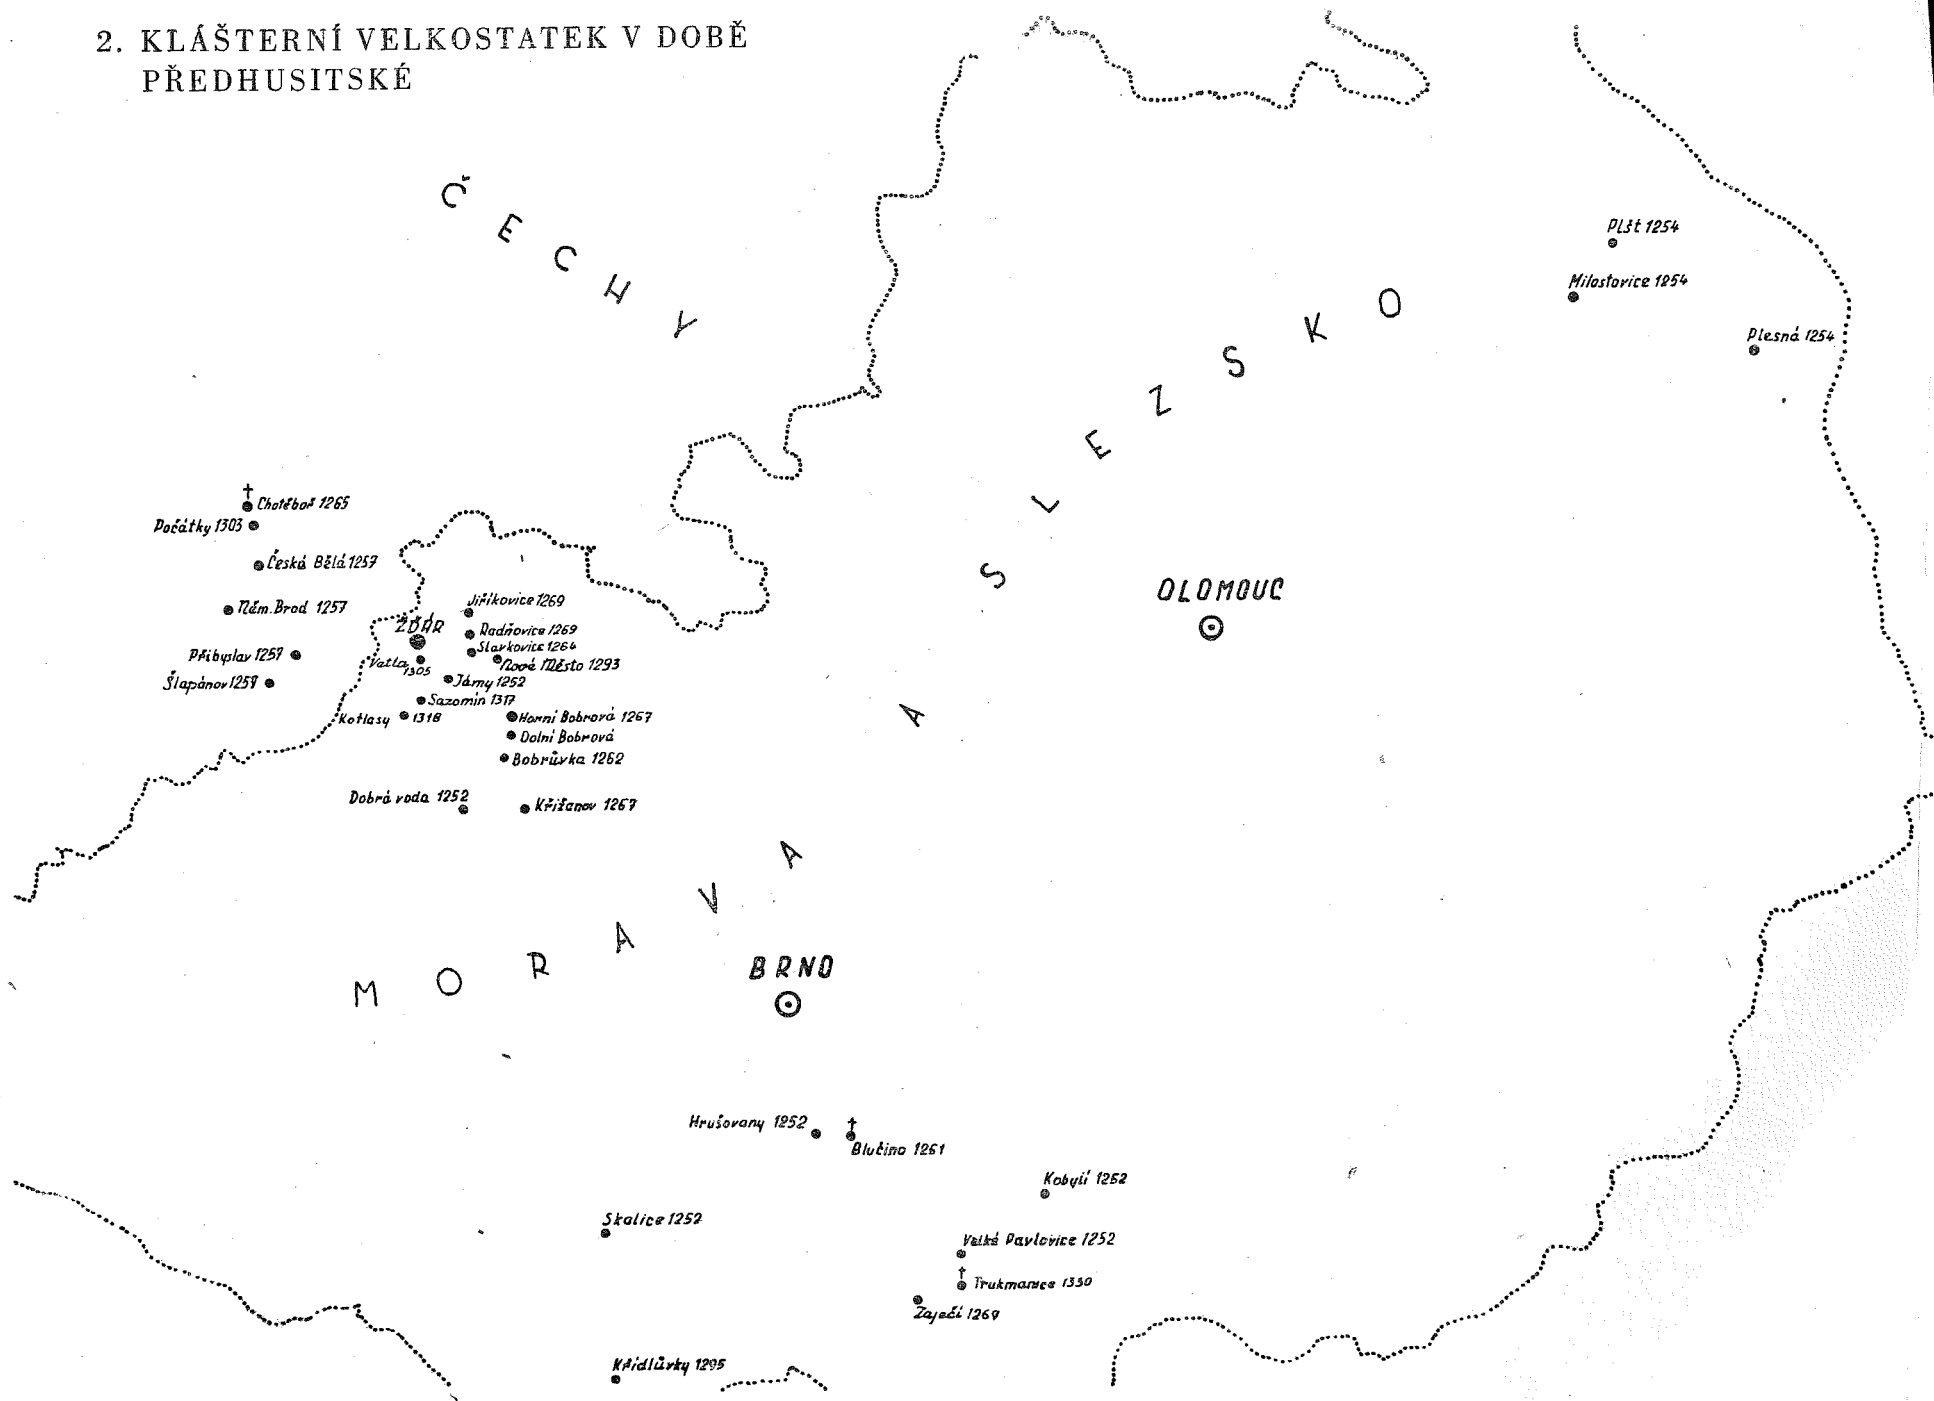 2. KLÁŠTERNÍ VELKOSTATEK V DOBĚ
PŘEDHUSITSKÉ
ČECHY
MORAVA A SLEZSKO
Plšt 1254
Milostovice 1254
Plesná 1254
Chotěboř 1265
Počátky 1303
Česká Bělá 1257
Něm. Brod 1257
Přibyslav 1257
Šlapánov 1257
ŽĎÁR
Jiříkovice 1269
Radňovice 1269
Slavkovice 1264
Nové Město 1293
Vetla
1305
Jámy 1252
Sazomín 1317
Kotlasy 1318
Horní Bobrová 1267
Dolní Bobrová
Bobrůvka 1262
Dobrá voda 1252
Křižanov 1267
OLOMOUC
BRNO
Hrušovany 1252
Blučina 1261
Kobylí 1252
Skalice 1252
Velké Pavlovice 1252
Trukmanice 1330
Zaječí 1269
Křídlůvky 1295